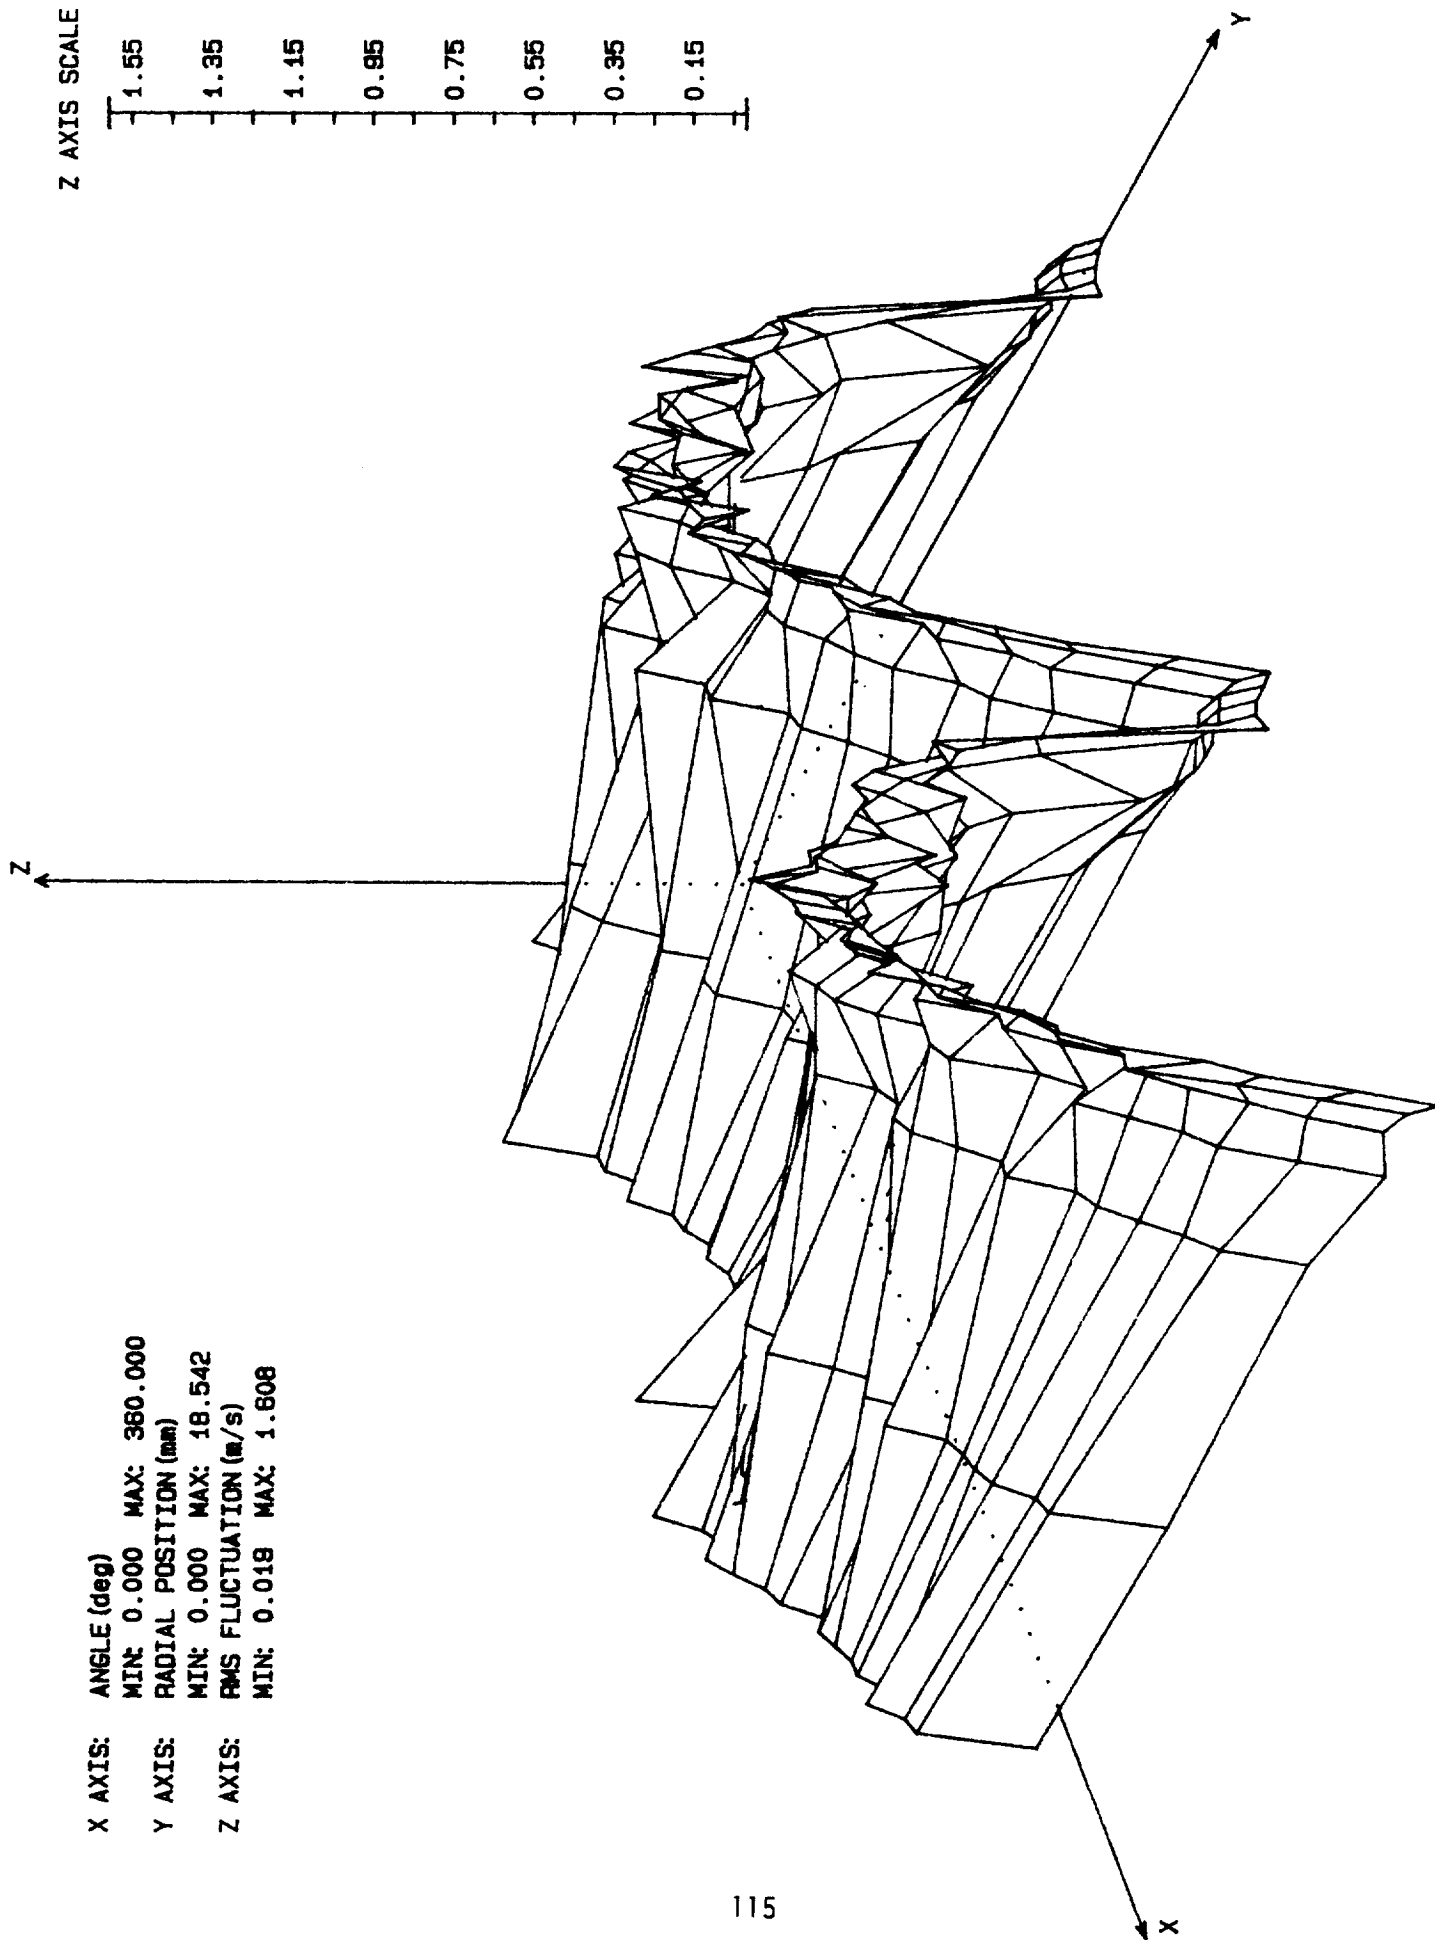 X AXIS: ANGLE (deg)
MIN: 0.000 MAX: 360.000
Y AXIS: RADIAL POSITION (mm)
MIN: 0.000 MAX: 18.542
Z AXIS: RMS FLUCTUATION (m/s)
MIN: 0.018 MAX: 1.608
Z AXIS SCALE
1.55
1.35
1.15
0.95
0.75
0.55
0.35
0.15
Z
Y
X
115